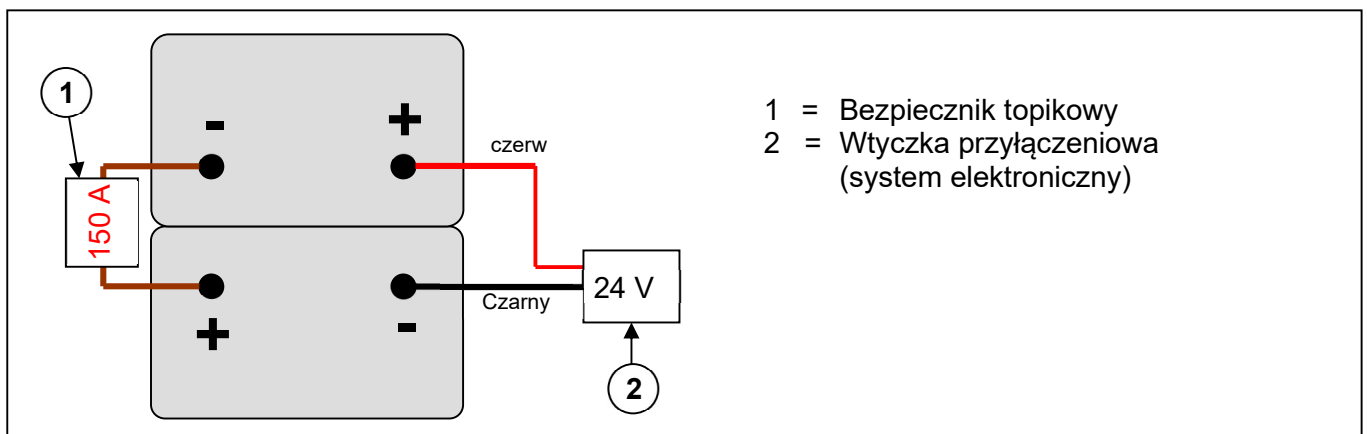 1
-
+
czerw
150 A
+
-
Czarny
24 V
2
1 = Bezpiecznik topikowy
2 = Wtyczka przyłączeniowa
(system elektroniczny)